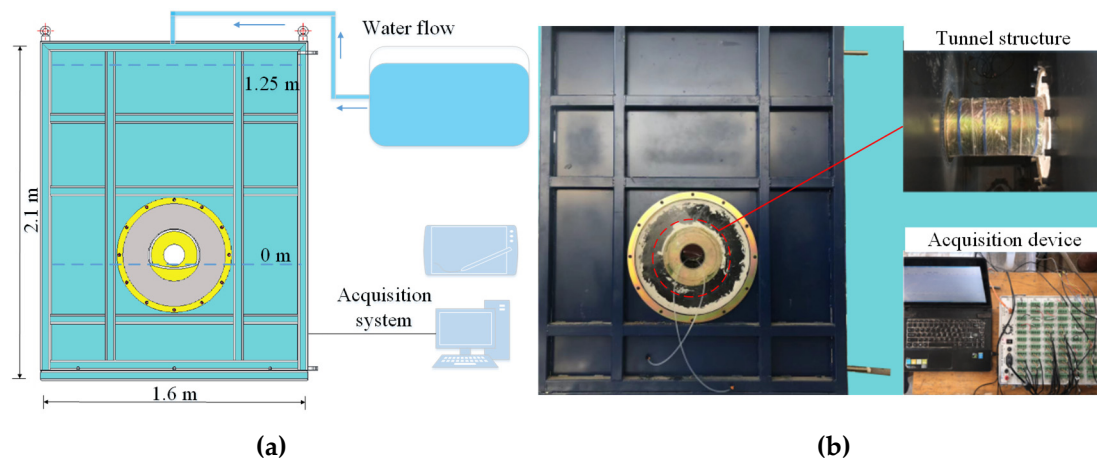 Water flow
1.25 m
2.1 m
0 m
Acquisition
system
1.6 m
(a)
Tunnel structure
Acquisition device
(b)